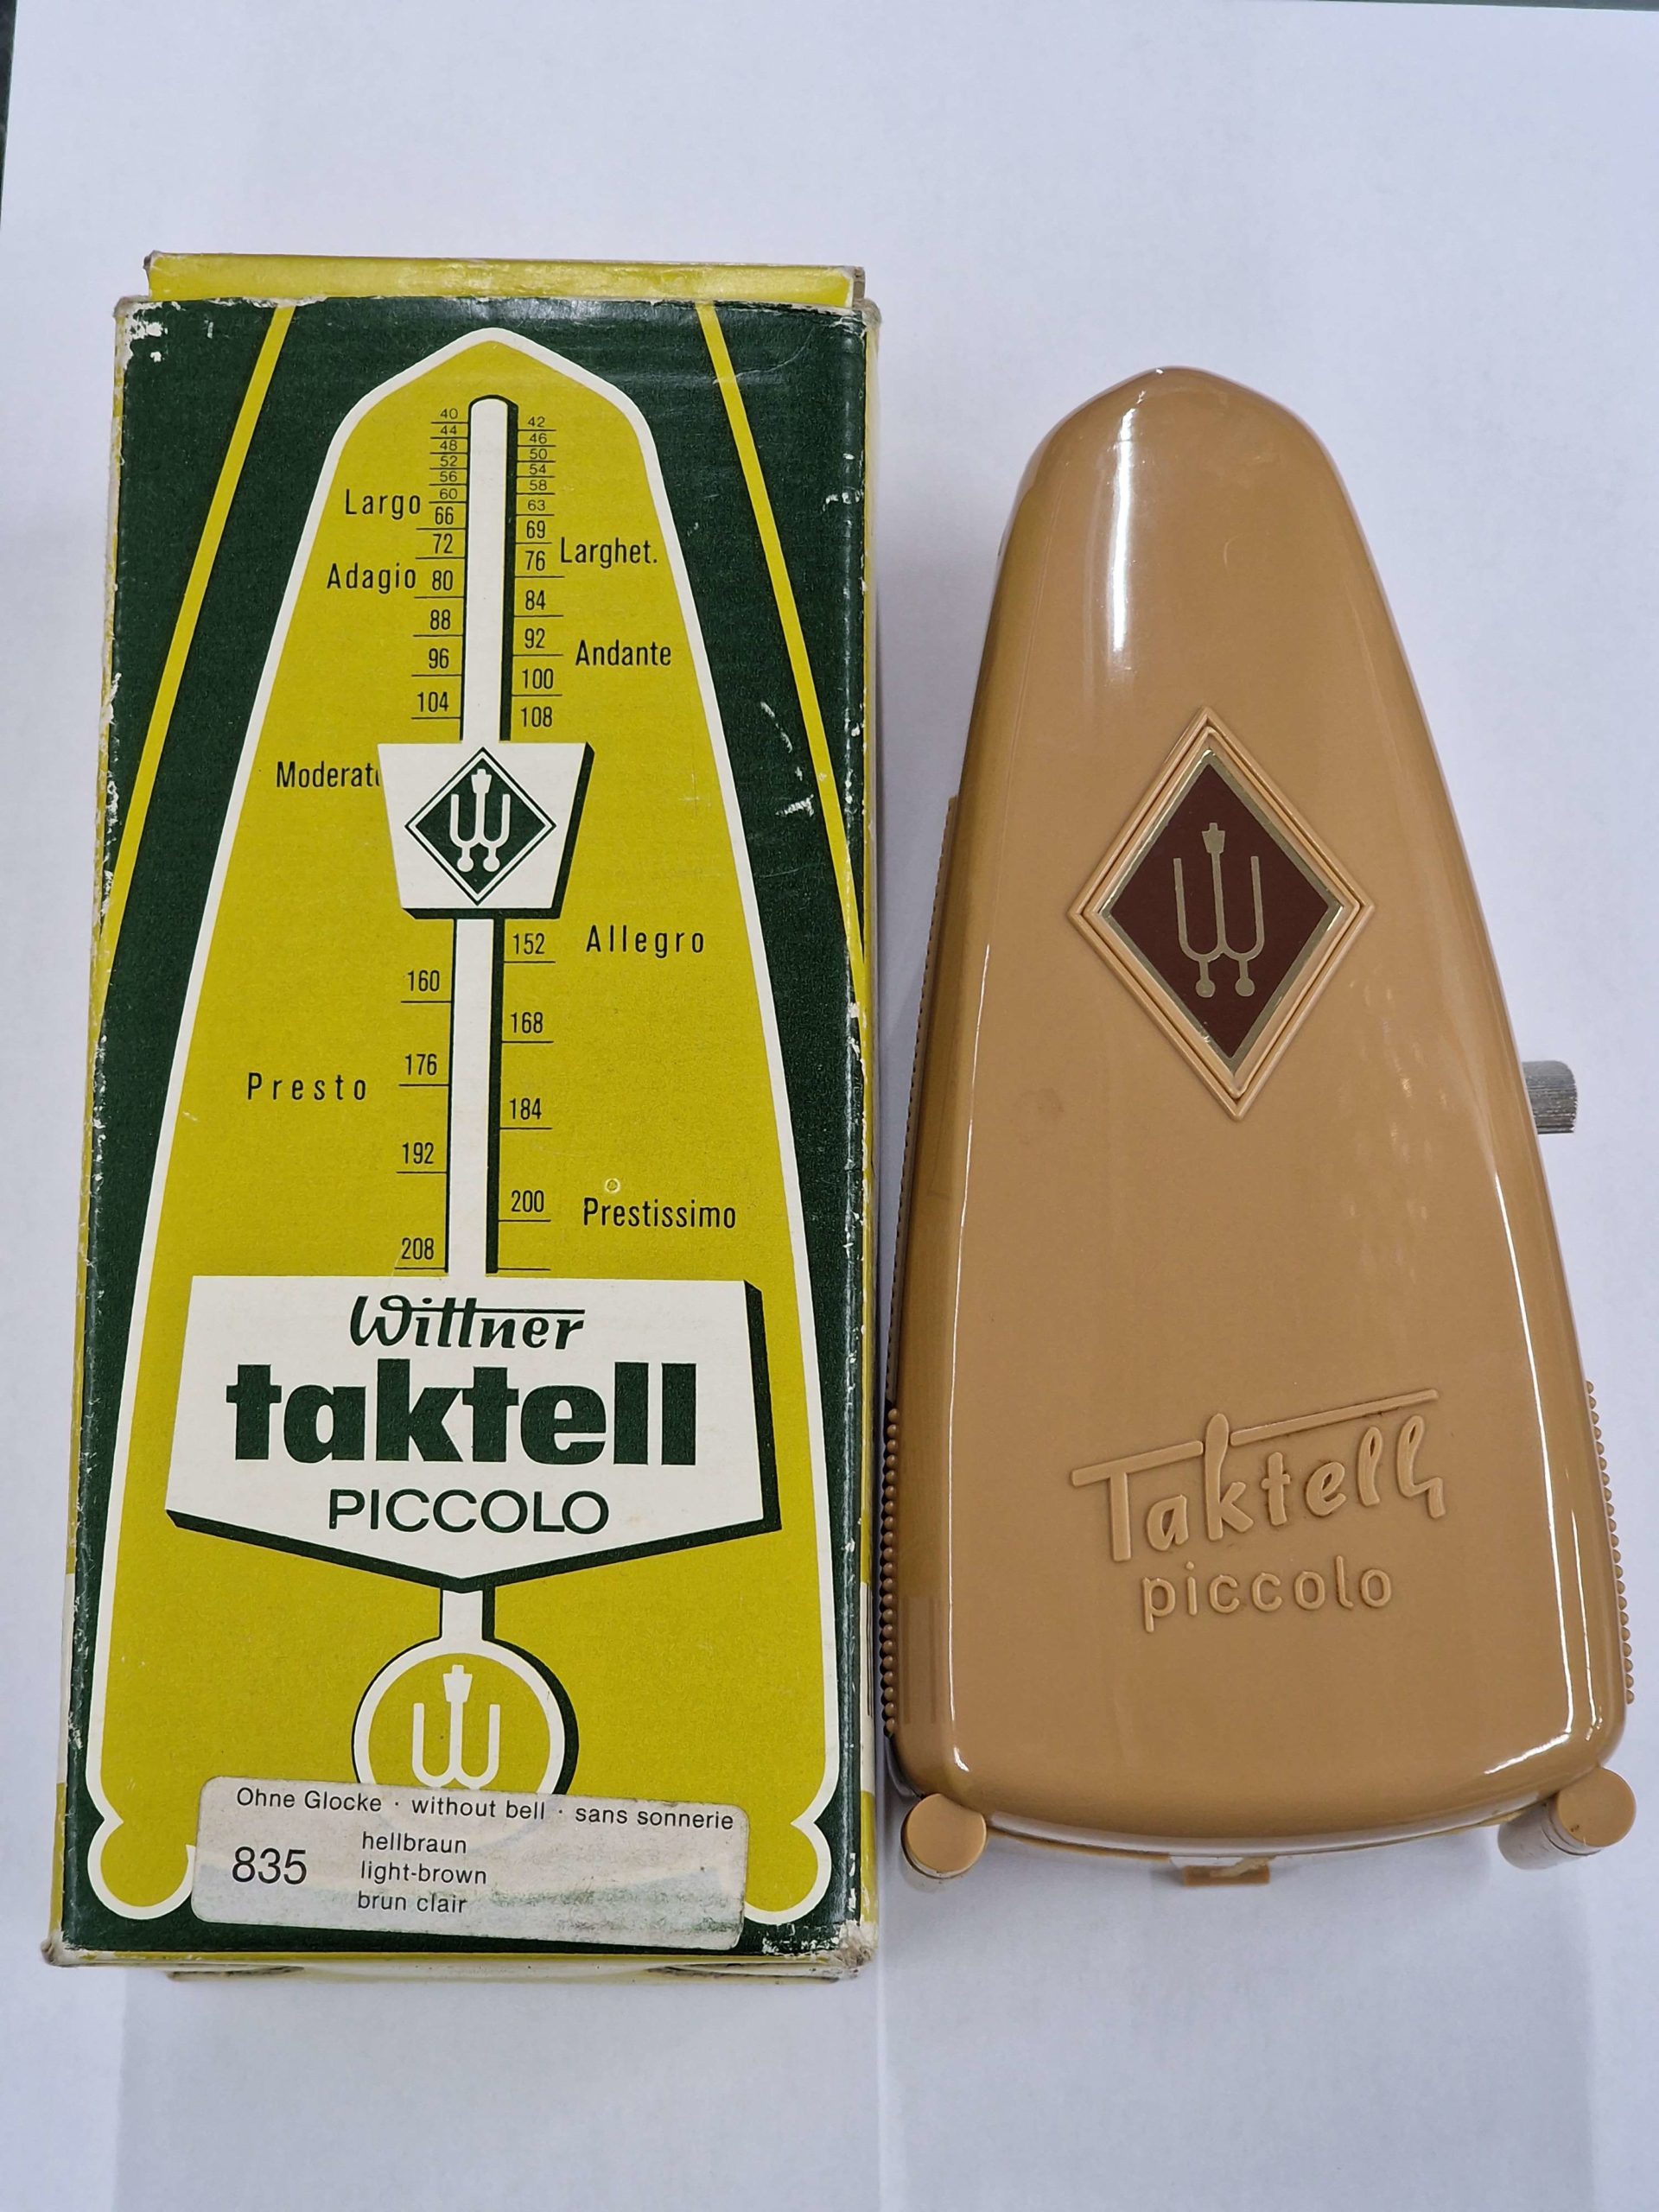 40 42
44 46
48 50
52 54
56 58
Largo 60 63
66 69
72 76 Larghet.
Adagio 80 84
88 92
96 100 Andante
104 108
Moderat
152 Allegro
160
168
176
Presto
184
192
200 Prestissimo
208
Wittner
taktell
PICCOLO
Ohne Glocke · without bell · sans sonnerie
835 hellbraun
light-brown
brun clair
Taktell
piccolo